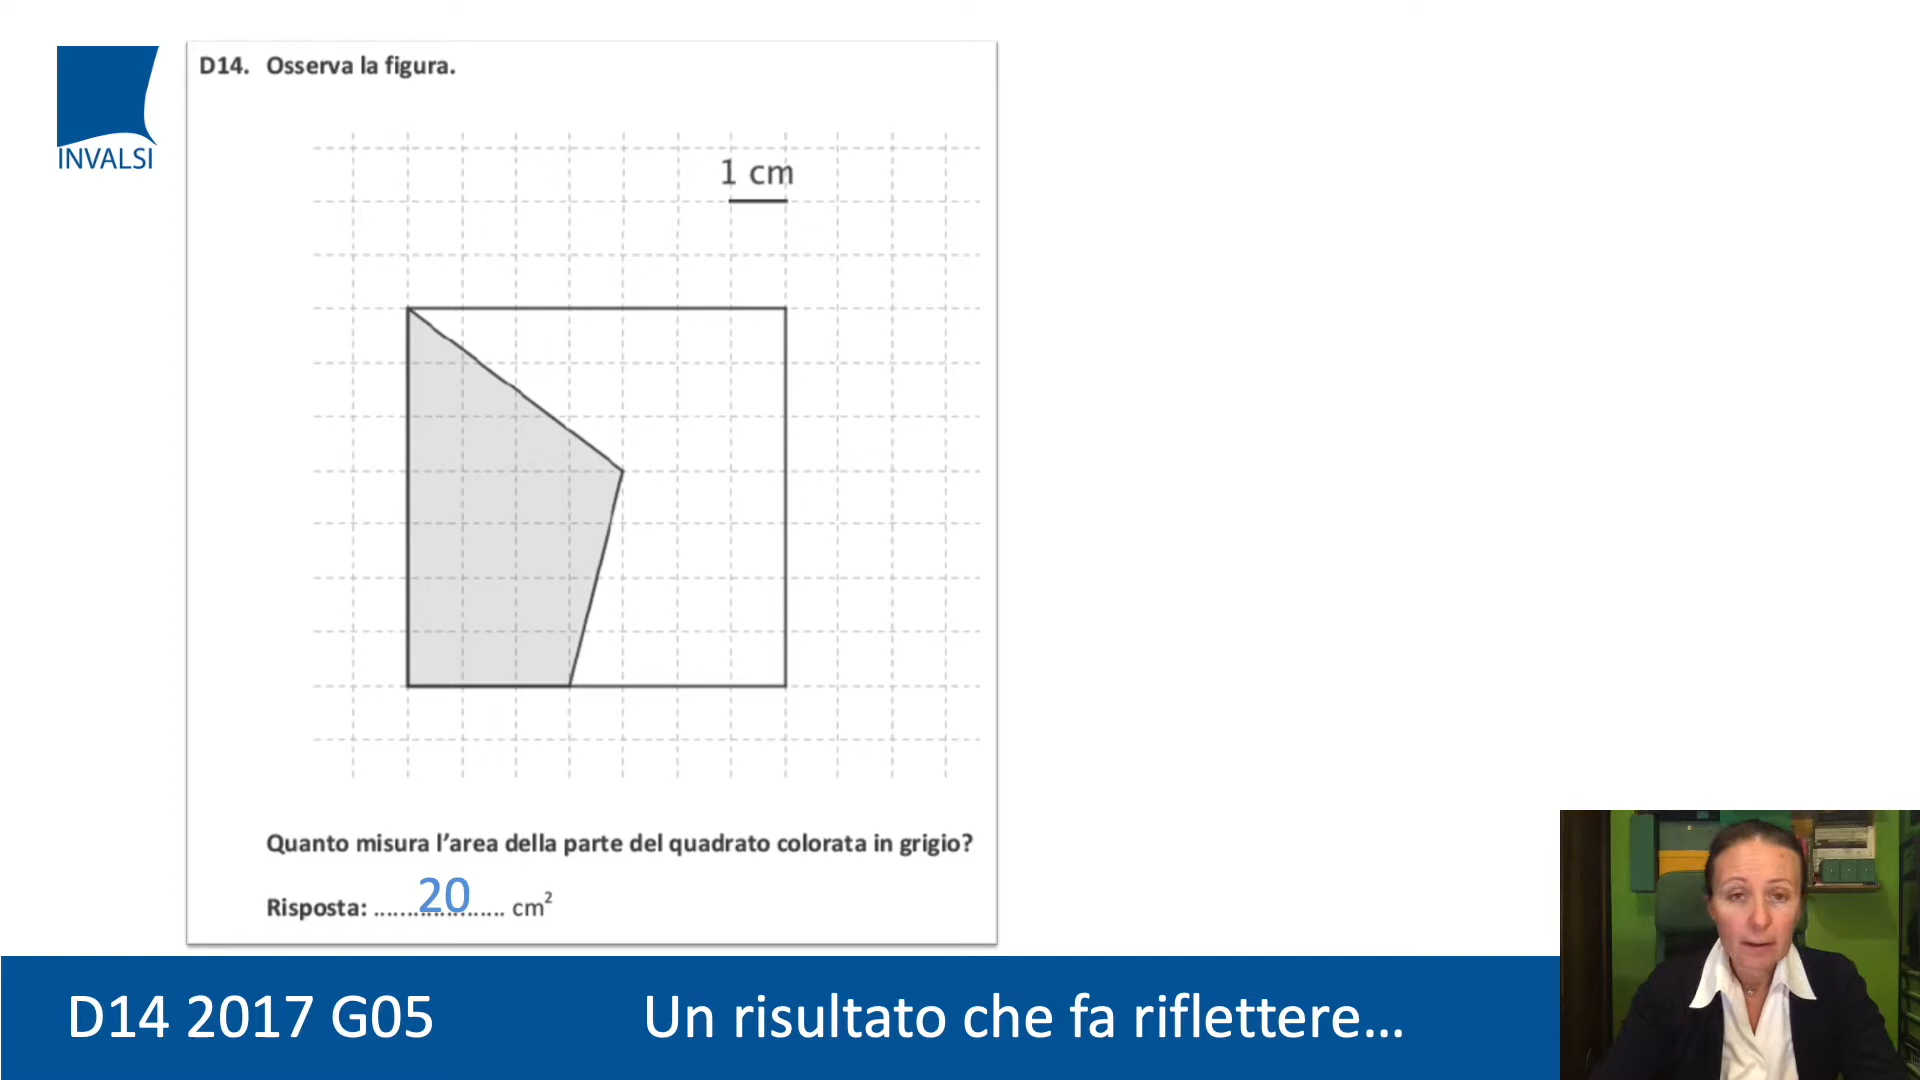 INVALSI
D14. Osserva la figura.
1 cm
Quanto misura l’area della parte del quadrato colorata in grigio?
Risposta: .......20........ cm²
D14 2017 G05
Un risultato che fa riflettere...